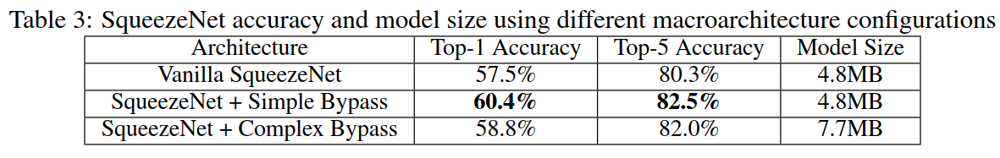 Table 3: SqueezeNet accuracy and model size using different macroarchitecture configurations
Architecture Top-1 Accuracy Top-5 Accuracy Model Size
Vanilla SqueezeNet 57.5% 80.3% 4.8MB
SqueezeNet + Simple Bypass 60.4% 82.5% 4.8MB
SqueezeNet + Complex Bypass 58.8% 82.0% 7.7MB